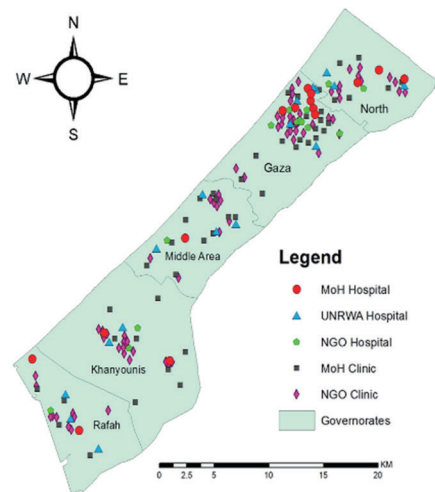 N
W E
S
North
Gaza
Middle Area
Khanyounis
Rafah
Legend
MoH Hospital
UNRWA Hospital
NGO Hospital
MoH Clinic
NGO Clinic
Governorates
KM
0 2.5 5 10 15 20